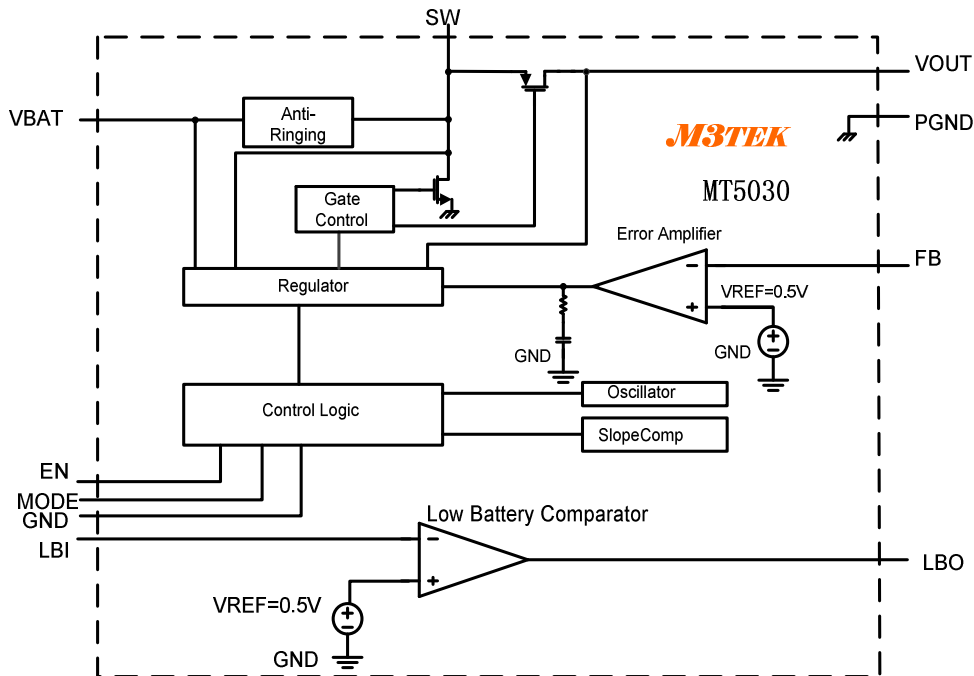 SW
VOUT
VBAT
Anti-
Ringing
PGND
M3TEK
MT5030
Gate
Control
Error Amplifier
FB
−
Regulator
VREF=0.5V
+
GND
+
−
GND
Control Logic
Oscillator
SlopeComp
EN
MODE
GND
LBI
Low Battery Comparator
−
LBO
+
VREF=0.5V
+
−
GND